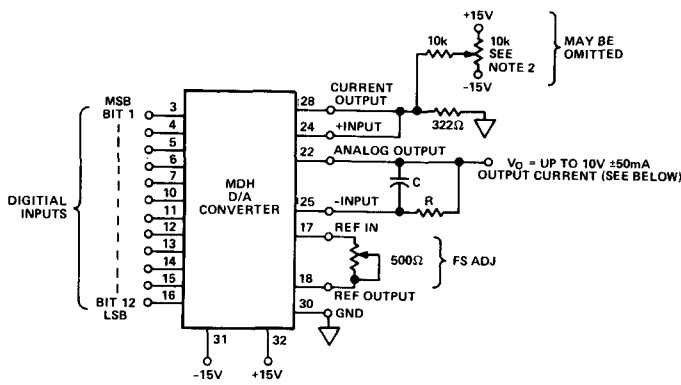 +15V
10k
10k
SEE
NOTE 2
-15V
MAY BE
OMITTED
MSB
BIT 1
3
4
5
6
7
10
11
12
13
14
15
16
BIT 12
LSB
DIGITIAL
INPUTS
MDH
D/A
CONVERTER
28
CURRENT
OUTPUT
24
+INPUT
322Ω
22
ANALOG OUTPUT
VO = UP TO 10V ±50mA
OUTPUT CURRENT (SEE BELOW)
C
R
25
-INPUT
17
REF IN
500Ω
FS ADJ
18
REF OUTPUT
30
GND
31
32
-15V
+15V